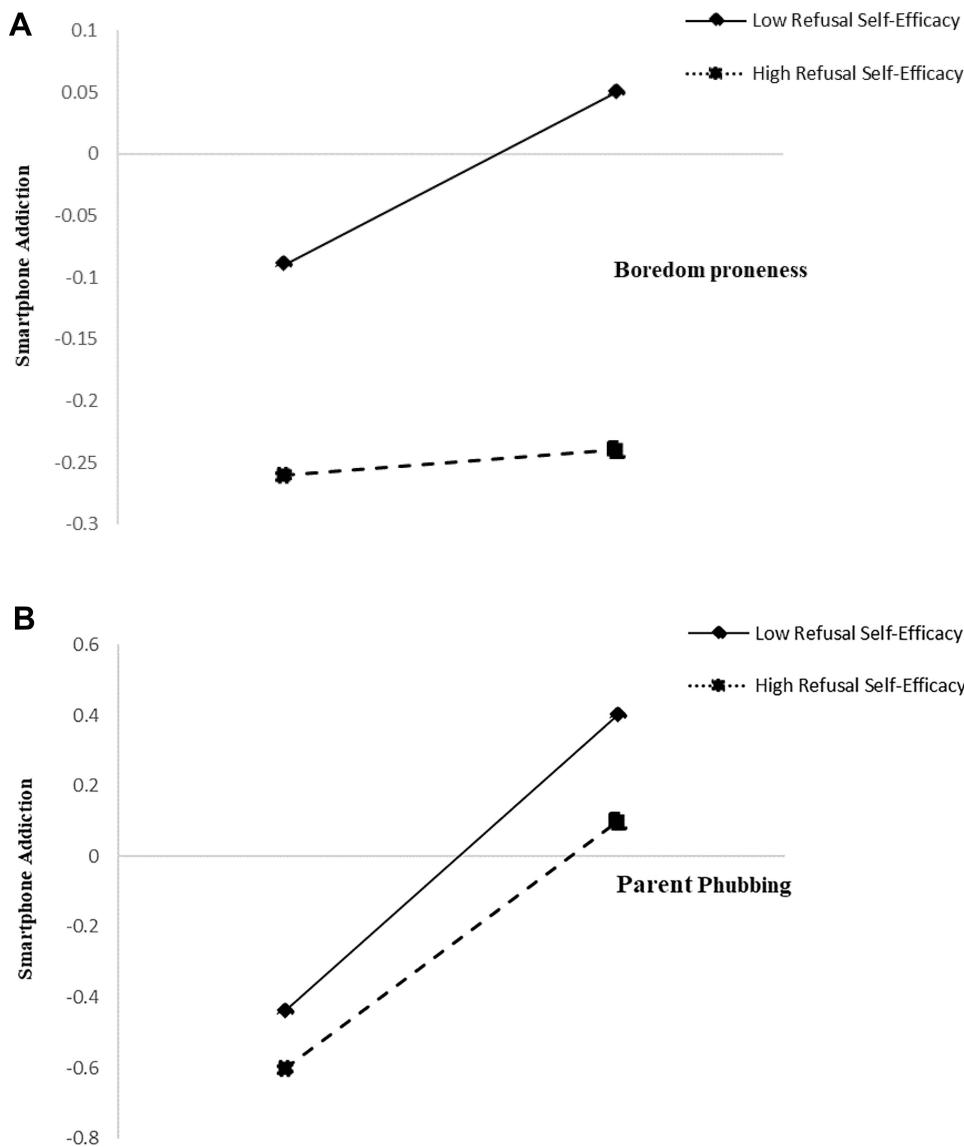 A
Low Refusal Self-Efficacy
High Refusal Self-Efficacy
0.1
0.05
0
-0.05
-0.1
-0.15
-0.2
-0.25
-0.3
Smartphone Addiction
Boredom proneness
B
Low Refusal Self-Efficacy
High Refusal Self-Efficacy
0.6
0.4
0.2
0
-0.2
-0.4
-0.6
-0.8
Smartphone Addiction
Parent Phubbing